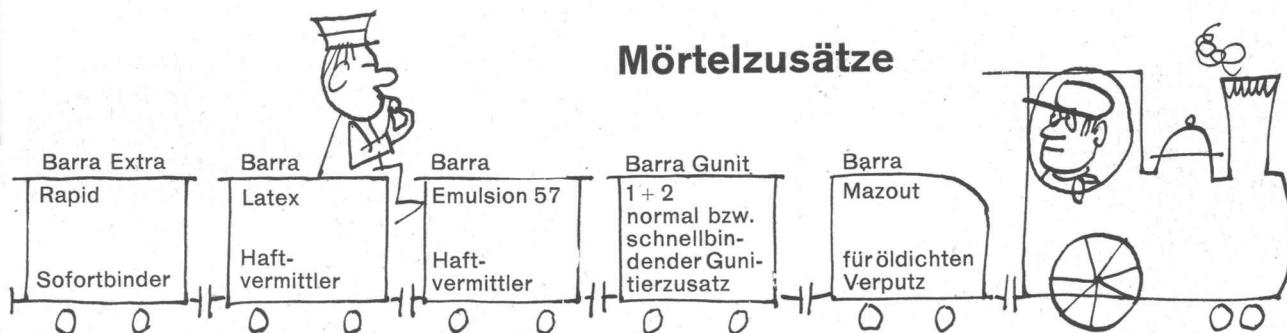 Mörtelzusätze
Barra Extra
Rapid
Sofortbinder
Barra
Latex
Haft-
vermittler
Barra
Emulsion 57
Haft-
vermittler
Barra Gunit
1 + 2
normal bzw.
schnellbin-
dender Guni-
tierzusatz
Barra
Mazout
für öldichten
Verputz